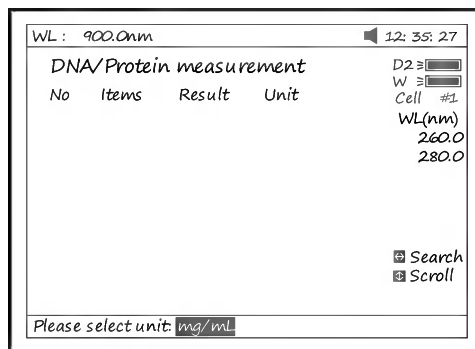 WL: 900.0nm 12:35:27
DNA/Protein measurement
No Items Result Unit
D2
W
Cell #1
WL(nm)
260.0
280.0
Search
Scroll
Please select unit: mg/mL